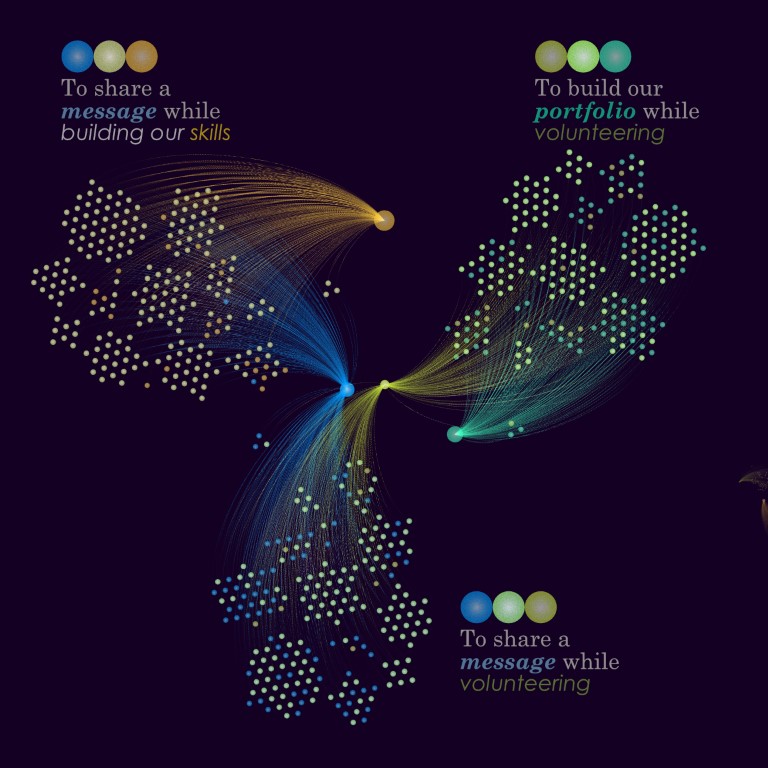 To share a
message while
building our skills
To build our
portfolio while
volunteering
To share a
message while
volunteering